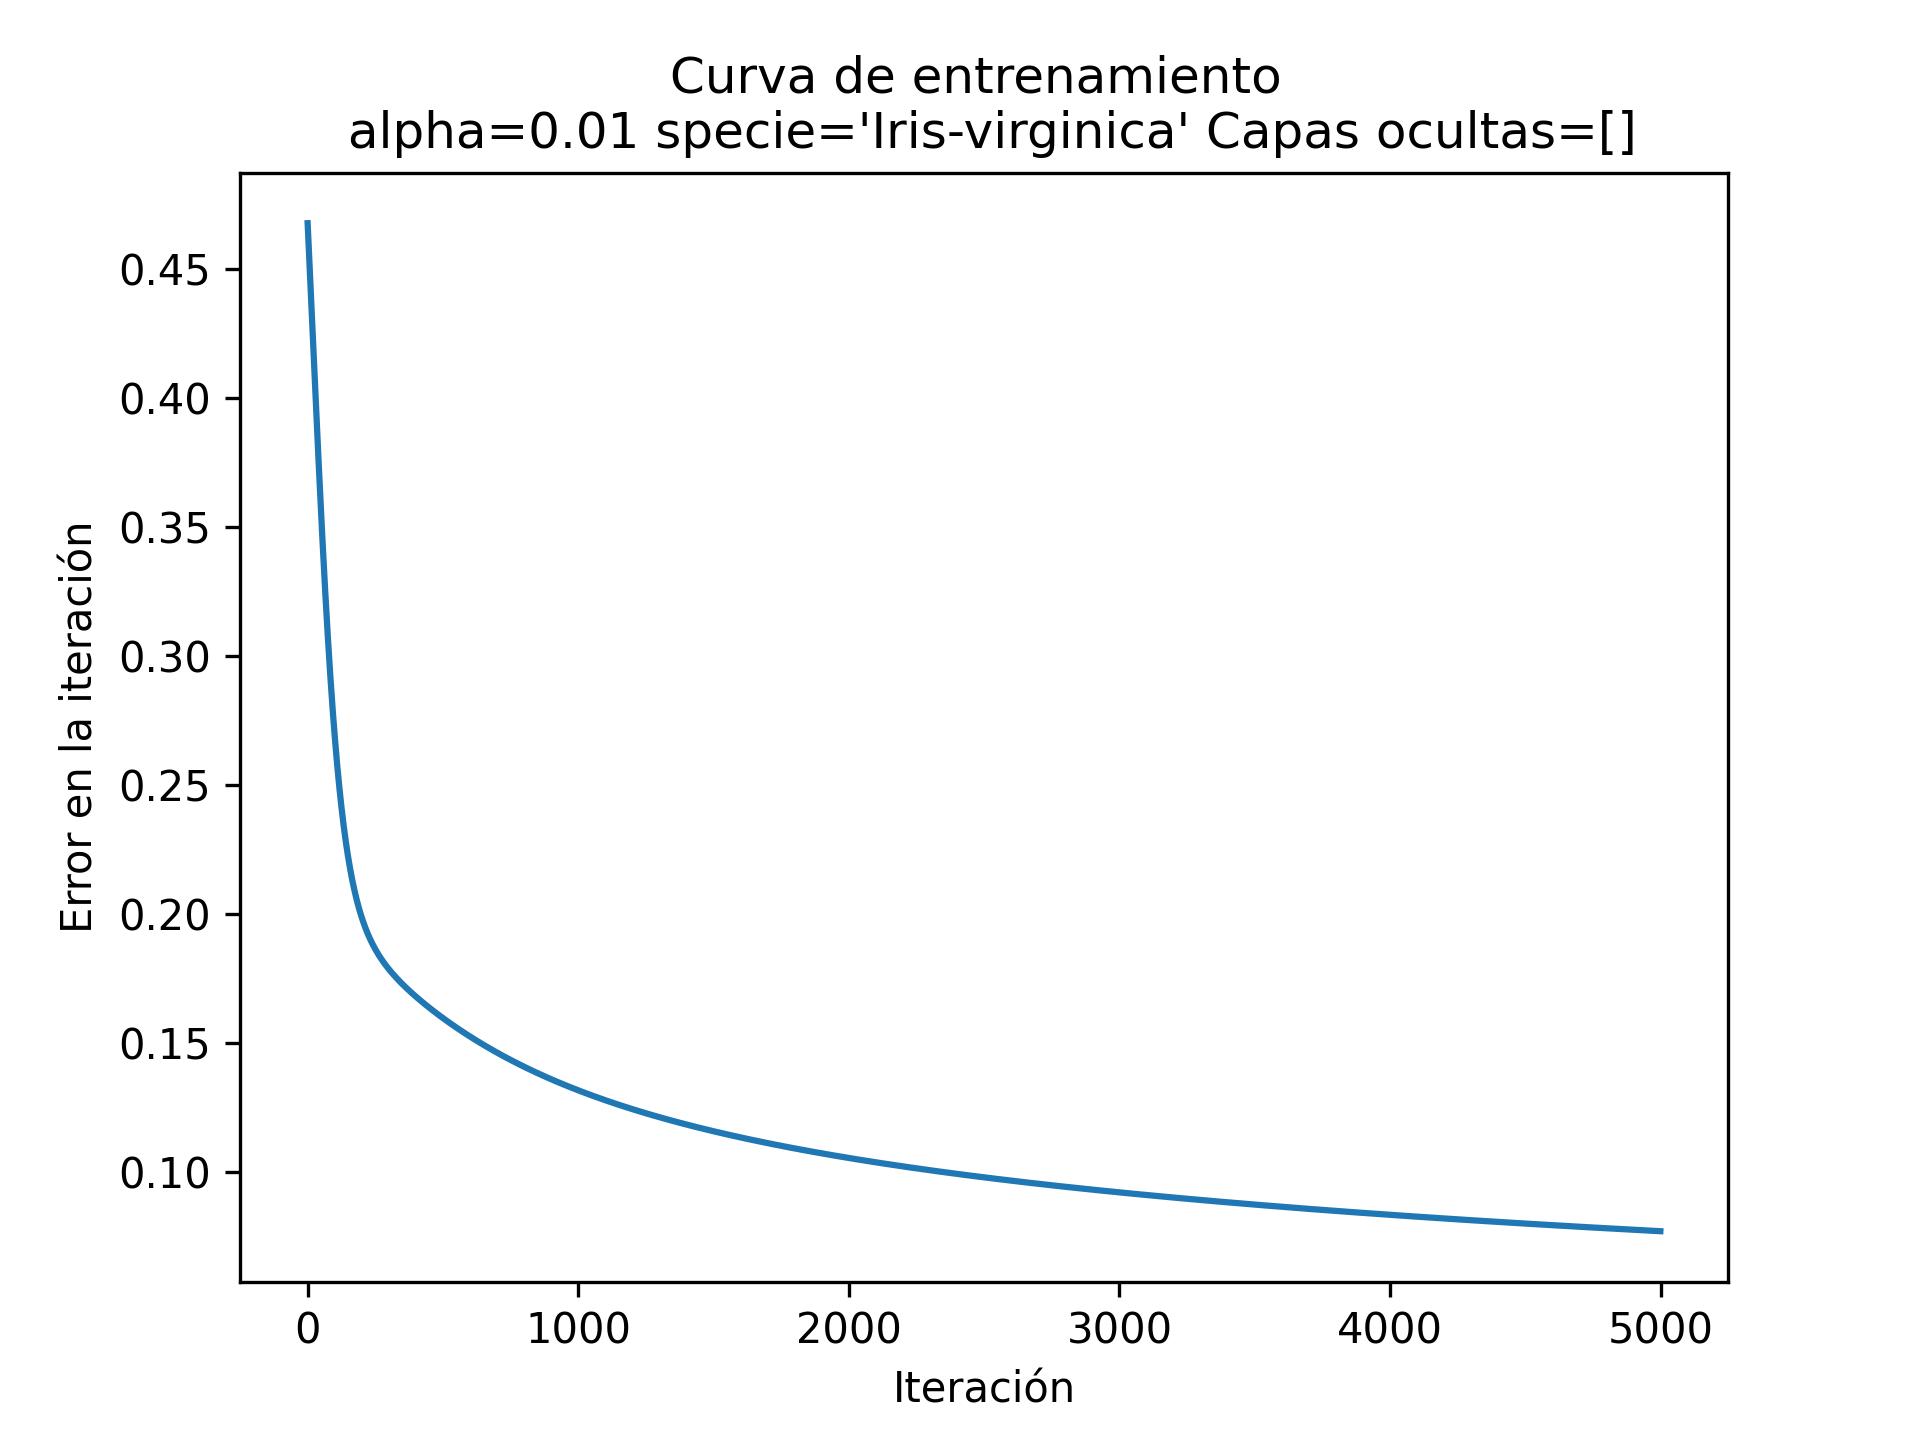 Curva de entrenamiento
alpha=0.01 specie='Iris-virginica' Capas ocultas=[]
Error en la iteración
0.45
0.40
0.35
0.30
0.25
0.20
0.15
0.10
0 1000 2000 3000 4000 5000
Iteración